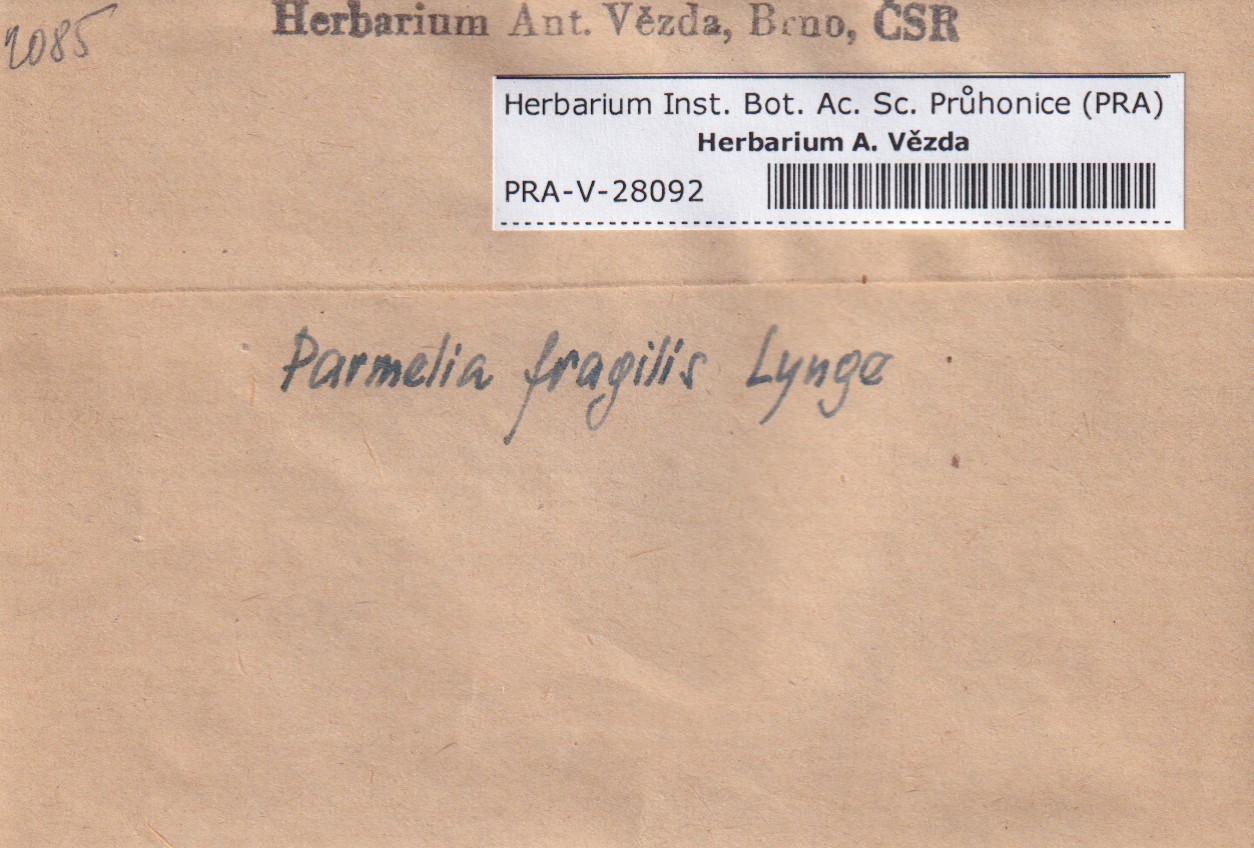 2085
Herbarium Ant. Vězda, Brno, ČSR
Herbarium Inst. Bot. Ac. Sc. Průhonice (PRA)
Herbarium A. Vězda
PRA-V-28092
Parmelia fragilis Lynge